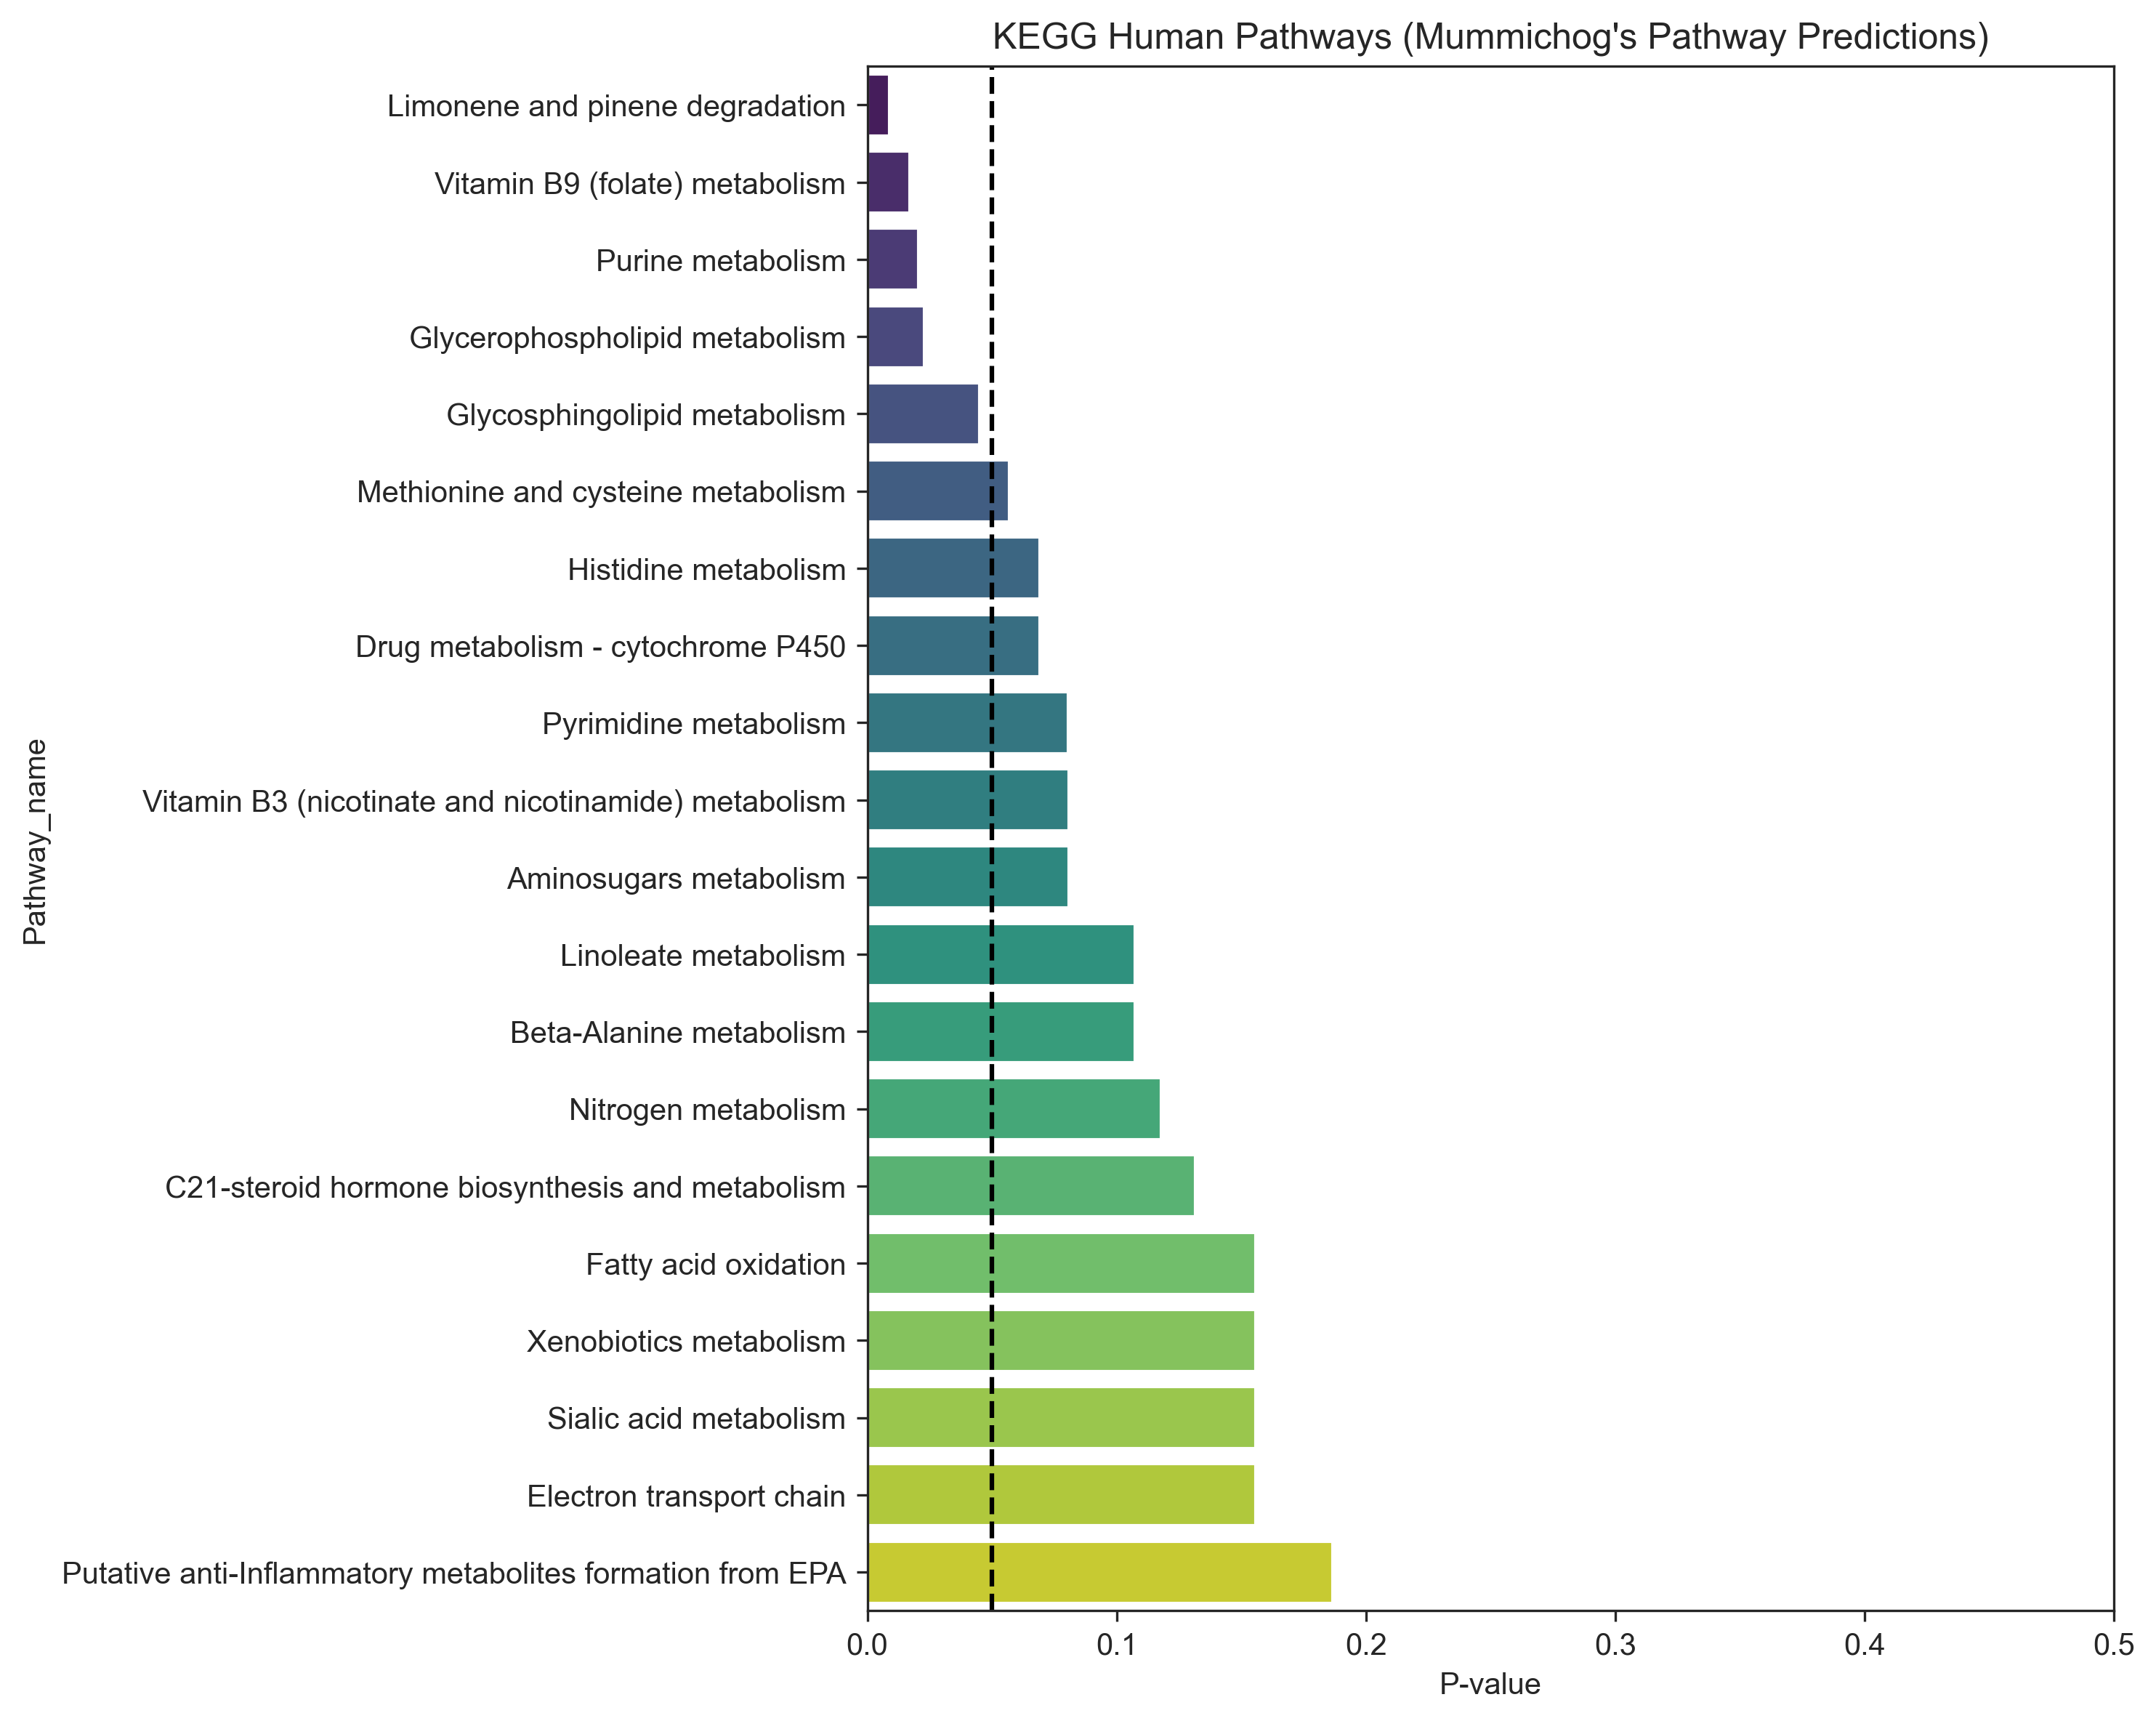 KEGG Human Pathways (Mummichog's Pathway Predictions)
Limonene and pinene degradation
Vitamin B9 (folate) metabolism
Purine metabolism
Glycerophospholipid metabolism
Glycosphingolipid metabolism
Methionine and cysteine metabolism
Histidine metabolism
Drug metabolism - cytochrome P450
Pyrimidine metabolism
Vitamin B3 (nicotinate and nicotinamide) metabolism
Aminosugars metabolism
Linoleate metabolism
Beta-Alanine metabolism
Nitrogen metabolism
C21-steroid hormone biosynthesis and metabolism
Fatty acid oxidation
Xenobiotics metabolism
Sialic acid metabolism
Electron transport chain
Putative anti-Inflammatory metabolites formation from EPA
Pathway_name
0.0 0.1 0.2 0.3 0.4 0.5
P-value